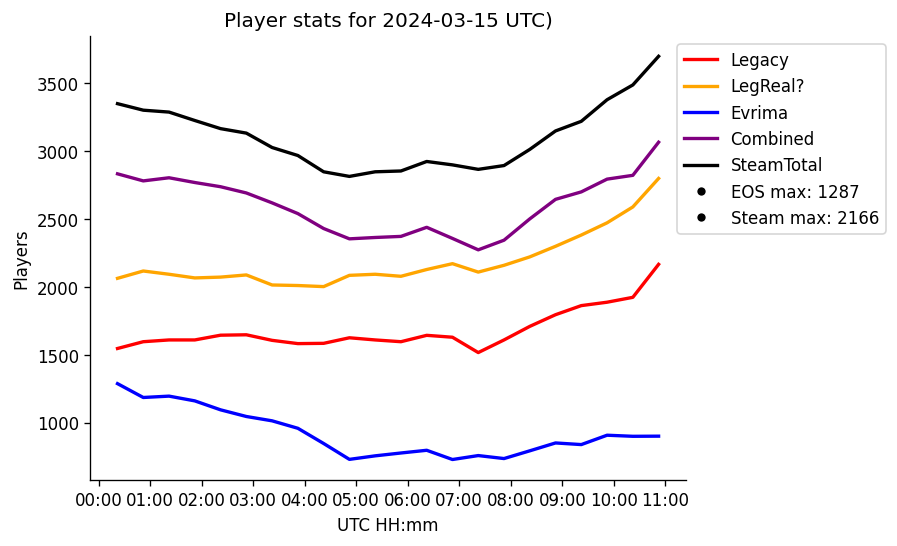 Player stats for 2024-03-15 UTC)
Players
3500
3000
2500
2000
1500
1000
00:00 01:00 02:00 03:00 04:00 05:00 06:00 07:00 08:00 09:00 10:00 11:00
UTC HH:mm
Legacy
LegReal?
Evrima
Combined
SteamTotal
EOS max: 1287
Steam max: 2166